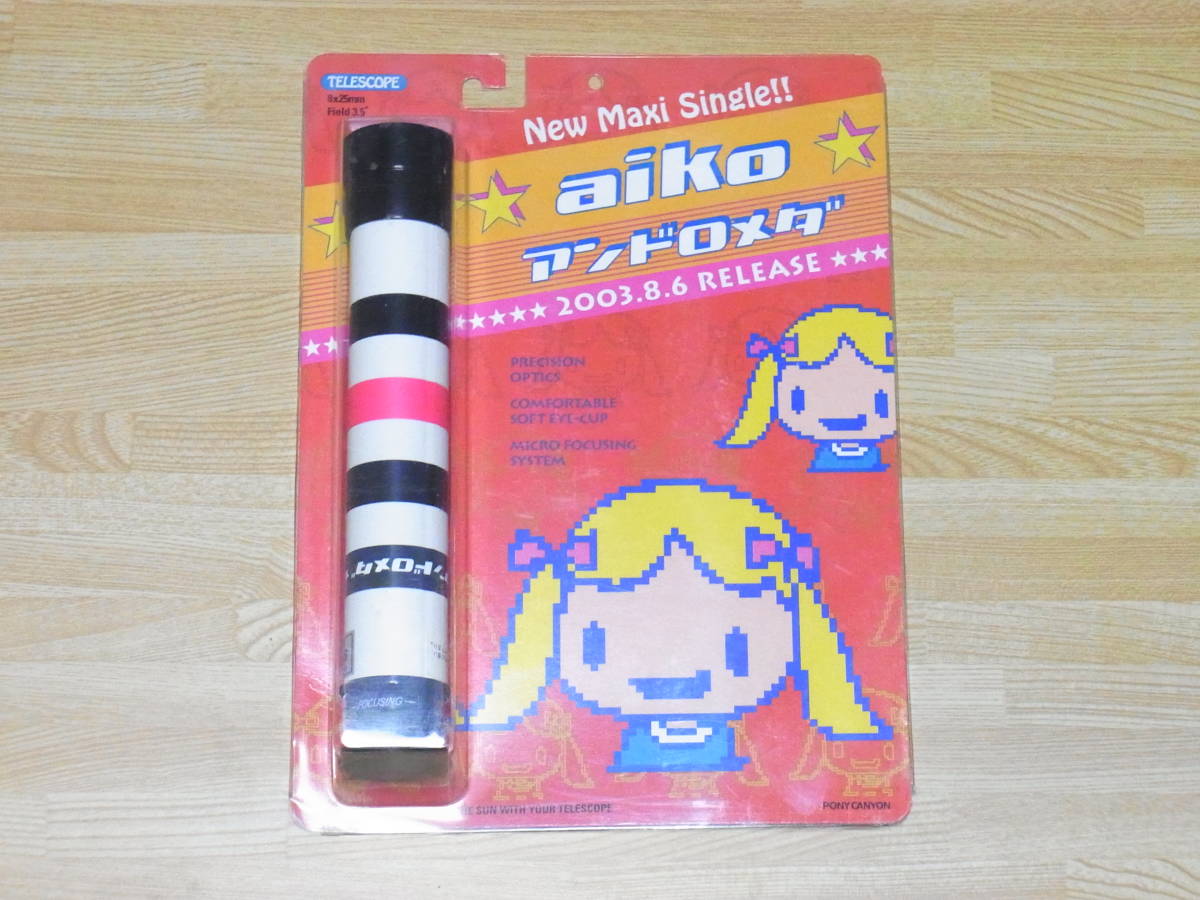 TELESCOPE
8x25mm
Field 3.5°
New Maxi Single!!
aiko
アンドロメダ
★★★★★ 2003.8.6 RELEASE ★★★
PRECISION
OPTICS
COMFORTABLE
SOFT EYE-CUP
MICRO FOCUSING
SYSTEM
ンドロメダ
FOCUSING
SUN WITH YOUR TELESCOPE
PONY CANYON